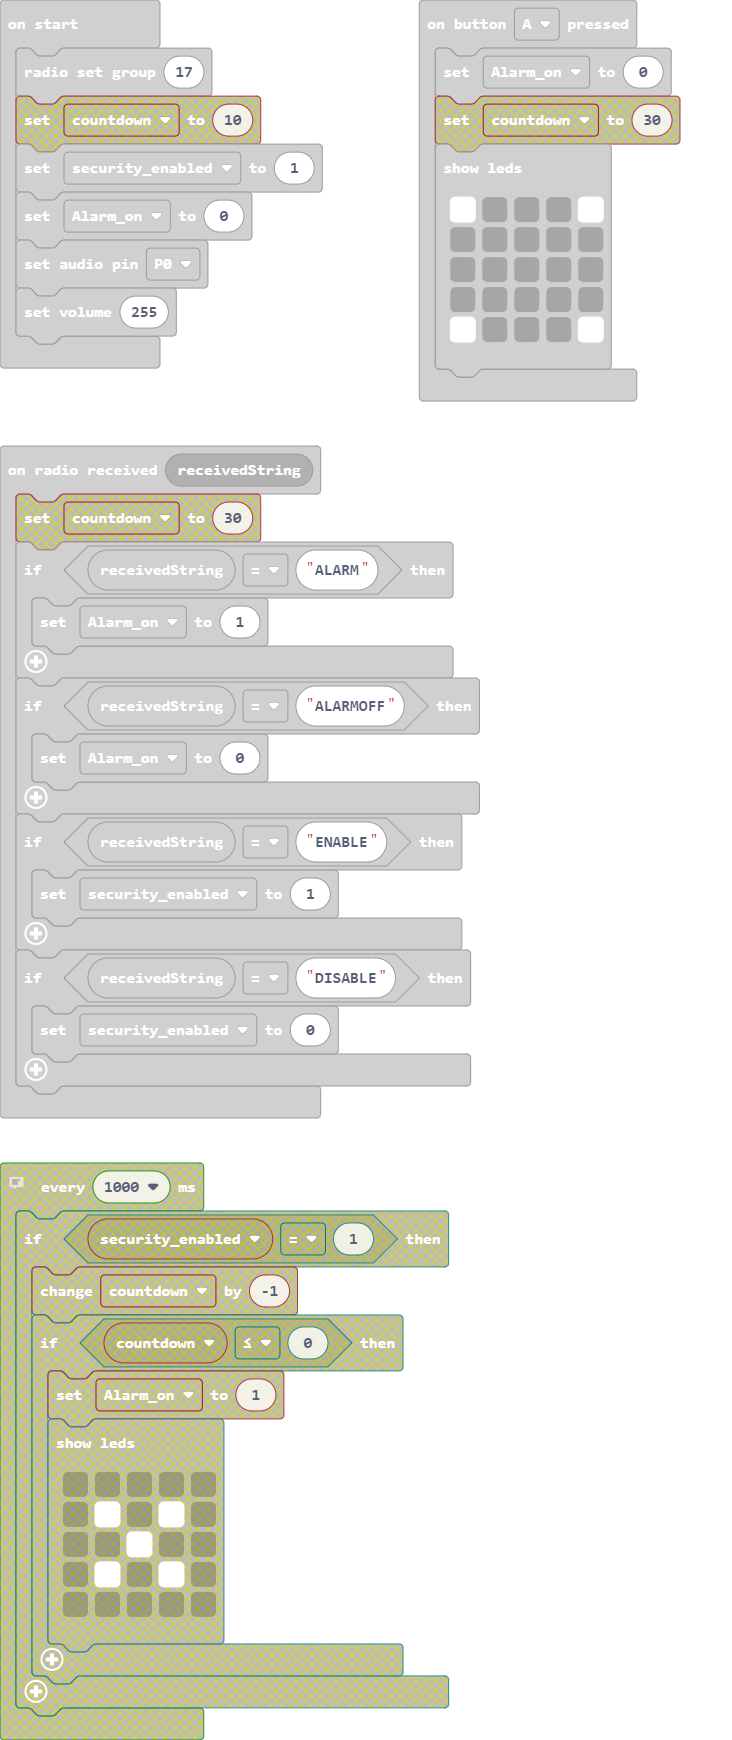 on start
radio set group 17
set countdown to 10
set security_enabled to 1
set Alarm_on to 0
set audio pin P0
set volume 255
on button A pressed
set Alarm_on to 0
set countdown to 30
show leds
on radio received receivedString
set countdown to 30
if receivedString = "ALARM" then
set Alarm_on to 1
if receivedString = "ALARMOFF" then
set Alarm_on to 0
if receivedString = "ENABLE" then
set security_enabled to 1
if receivedString = "DISABLE" then
set security_enabled to 0
every 1000 ms
if security_enabled = 1 then
change countdown by -1
if countdown ≤ 0 then
set Alarm_on to 1
show leds